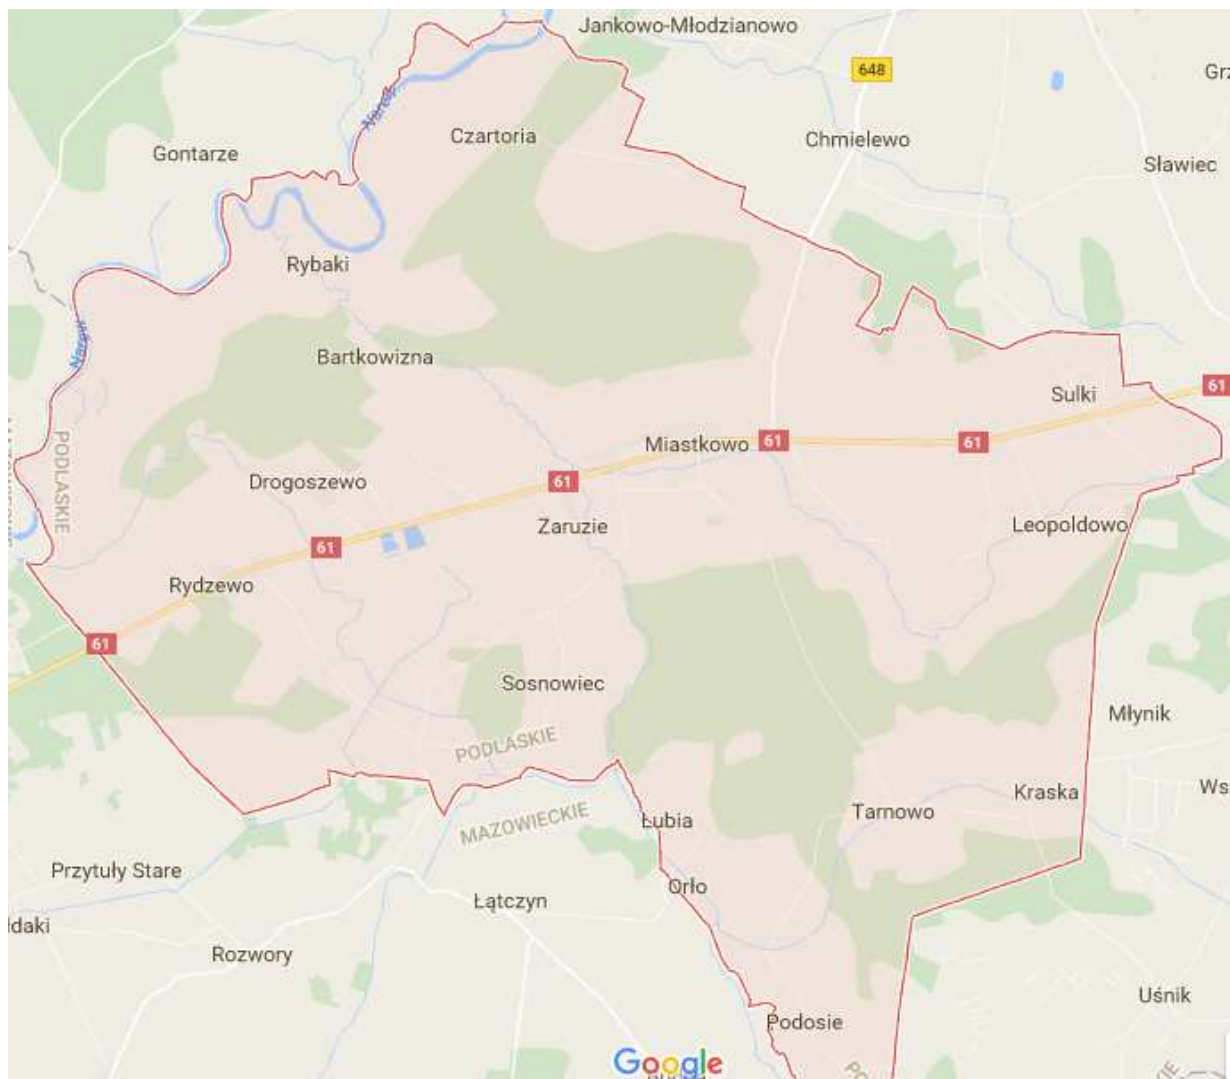 Jankowo-Młodzianowo
648
Narew
Czartoria
Chmielewo
Gontarze
Sławiec
Rybaki
Narew
Bartkowizna
61
Sulki
Miastkowo
61
61
PODLASKIE
Drogoszewo
61
Zaruzie
Leopoldowo
61
Rydzewo
61
Sosnowiec
Młynik
PODLASKIE
Kraska
Ws
MAZOWIECKIE
Łubia
Tarnowo
Przytuły Stare
Orło
Łątczyn
łdaki
Rozwory
Uśnik
Podosie
Google